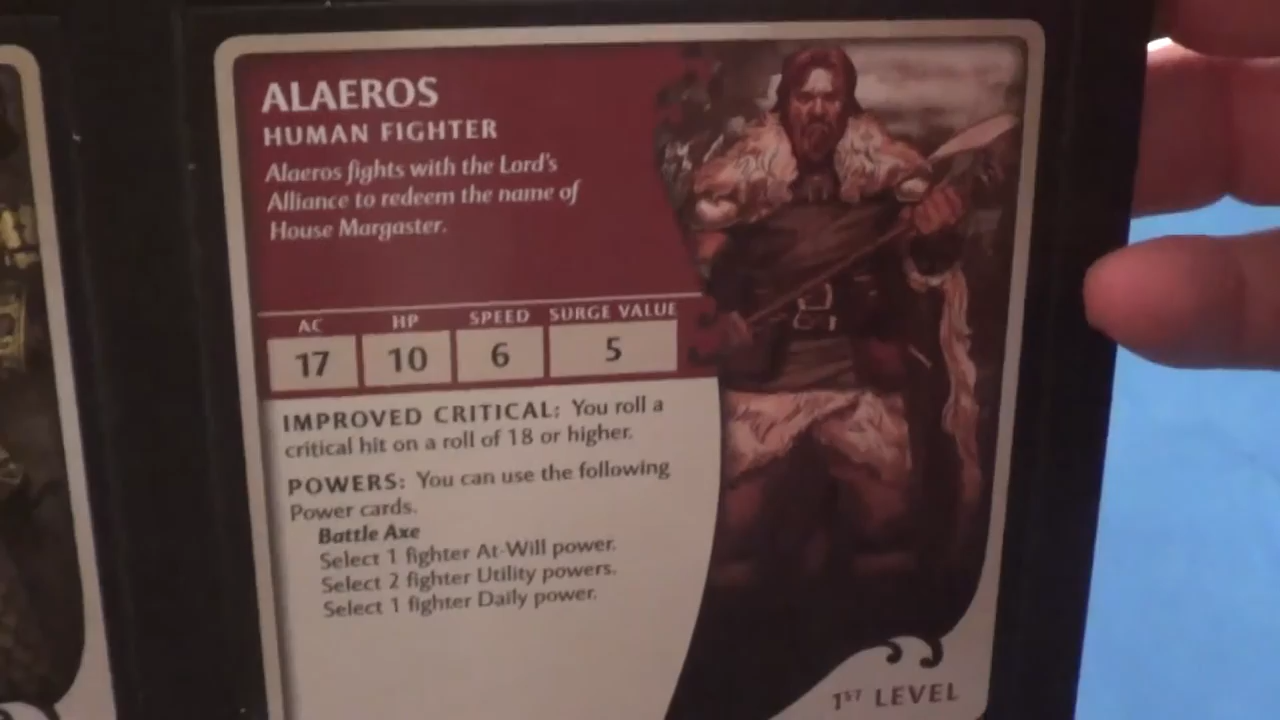 ALAEROS
HUMAN FIGHTER
Alaeros fights with the Lord's
Alliance to redeem the name of
House Margaster.
AC HP SPEED SURGE VALUE
17 10 6 5
IMPROVED CRITICAL: You roll a
critical hit on a roll of 18 or higher.
POWERS: You can use the following
Power cards.
Battle Axe
Select 1 fighter At-Will power.
Select 2 fighter Utility powers.
Select 1 fighter Daily power.
1ST LEVEL